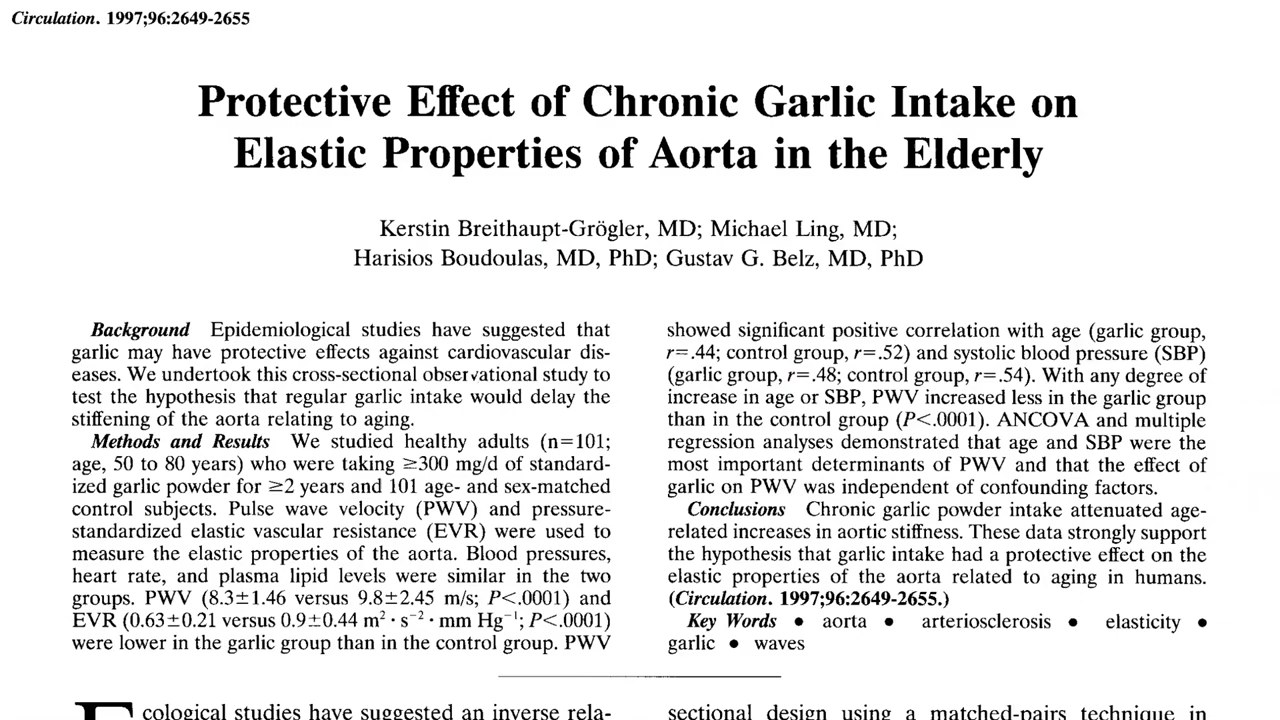 Circulation. 1997;96:2649-2655
Protective Effect of Chronic Garlic Intake on
Elastic Properties of Aorta in the Elderly
Kerstin Breithaupt-Grögler, MD; Michael Ling, MD;
Harisios Boudoulas, MD, PhD; Gustav G. Belz, MD, PhD
Background Epidemiological studies have suggested that
garlic may have protective effects against cardiovascular dis-
eases. We undertook this cross-sectional observational study to
test the hypothesis that regular garlic intake would delay the
stiffening of the aorta relating to aging.
Methods and Results We studied healthy adults (n=101;
age, 50 to 80 years) who were taking ≥300 mg/d of standard-
ized garlic powder for ≥2 years and 101 age- and sex-matched
control subjects. Pulse wave velocity (PWV) and pressure-
standardized elastic vascular resistance (EVR) were used to
measure the elastic properties of the aorta. Blood pressures,
heart rate, and plasma lipid levels were similar in the two
groups. PWV (8.3±1.46 versus 9.8±2.45 m/s; P<.0001) and
EVR (0.63±0.21 versus 0.9±0.44 m² · s⁻² · mm Hg⁻¹; P<.0001)
were lower in the garlic group than in the control group. PWV
showed significant positive correlation with age (garlic group,
r=.44; control group, r=.52) and systolic blood pressure (SBP)
(garlic group, r=.48; control group, r=.54). With any degree of
increase in age or SBP, PWV increased less in the garlic group
than in the control group (P<.0001). ANCOVA and multiple
regression analyses demonstrated that age and SBP were the
most important determinants of PWV and that the effect of
garlic on PWV was independent of confounding factors.
Conclusions Chronic garlic powder intake attenuated age-
related increases in aortic stiffness. These data strongly support
the hypothesis that garlic intake had a protective effect on the
elastic properties of the aorta related to aging in humans.
(Circulation. 1997;96:2649-2655.)
Key Words • aorta • arteriosclerosis • elasticity •
garlic • waves
Ecological studies have suggested an inverse rela-
sectional design using a matched-pairs technique in